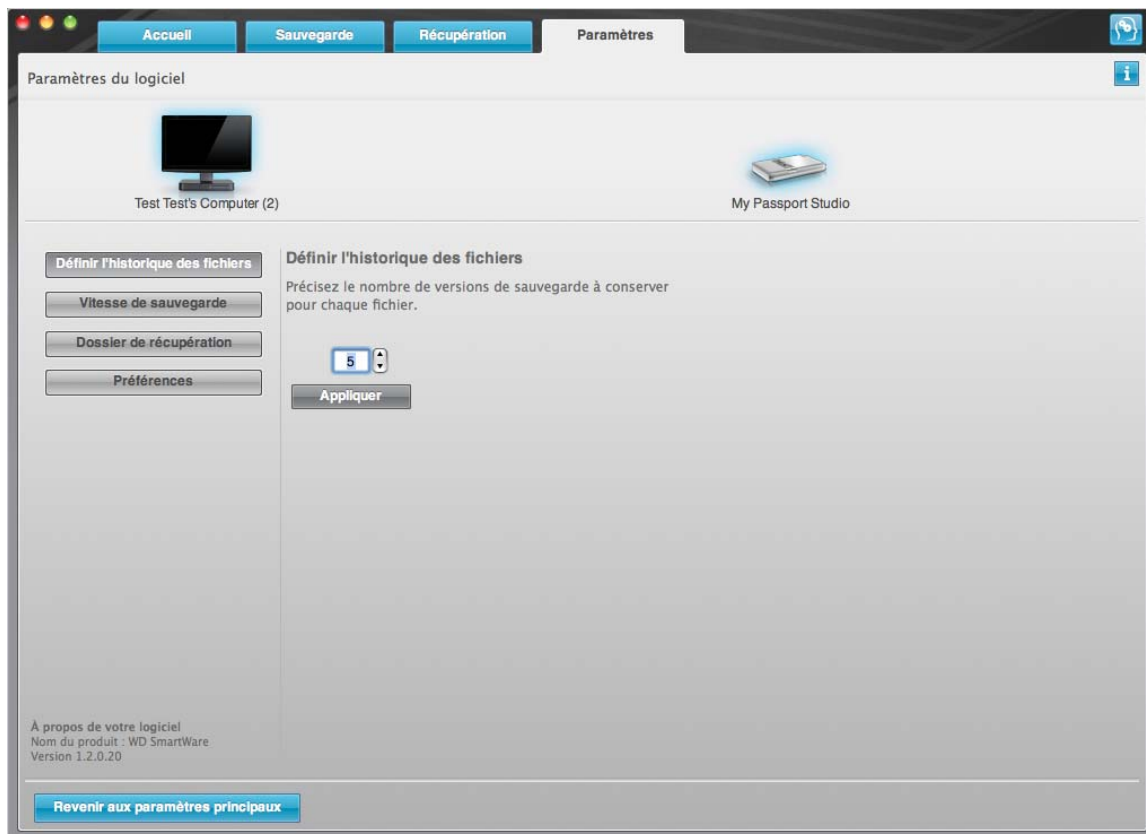 Accueil
Sauvegarde
Récupération
Paramètres
Paramètres du logiciel
Test Test's Computer (2)
My Passport Studio
Définir l'historique des fichiers
Vitesse de sauvegarde
Dossier de récupération
Préférences
Définir l'historique des fichiers
Précisez le nombre de versions de sauvegarde à conserver
pour chaque fichier.
5
Appliquer
À propos de votre logiciel
Nom du produit : WD SmartWare
Version 1.2.0.20
Revenir aux paramètres principaux